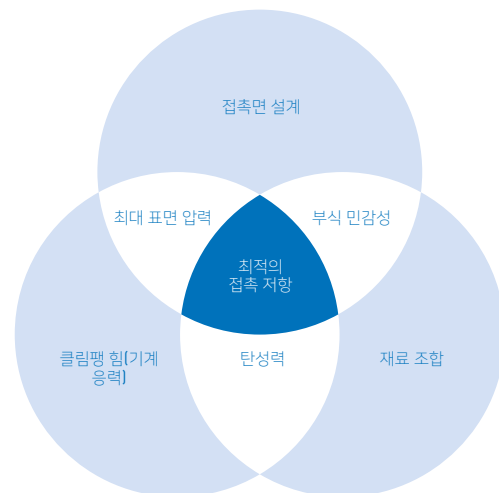 접촉면 설계
최대 표면 압력
부식 민감성
최적의
접촉 저항
클림팽 힘(기계
응력)
탄성력
재료 조합